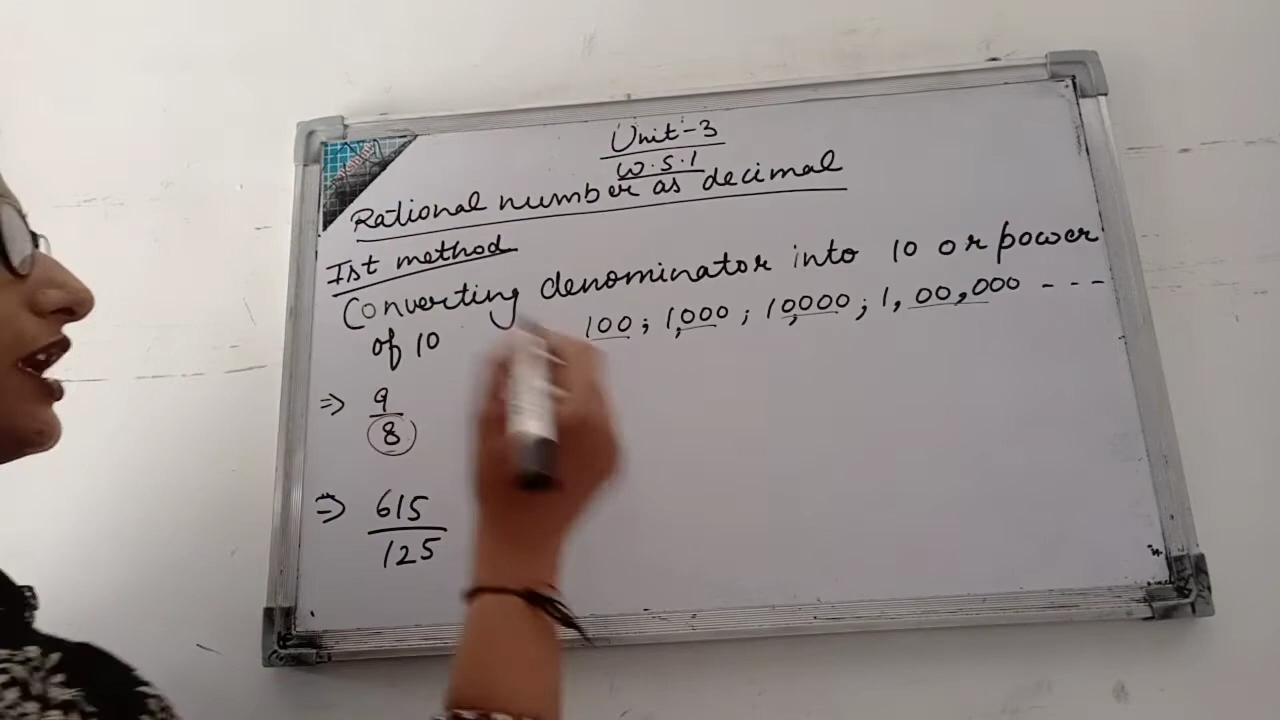 Unit-3
W.S.1
Rational number as decimal
Ist method
Converting denominator into 10 or power
of 10 100; 1,000; 10,000; 1,00,000 ---
⇒ 9
8
⇒ 615
125